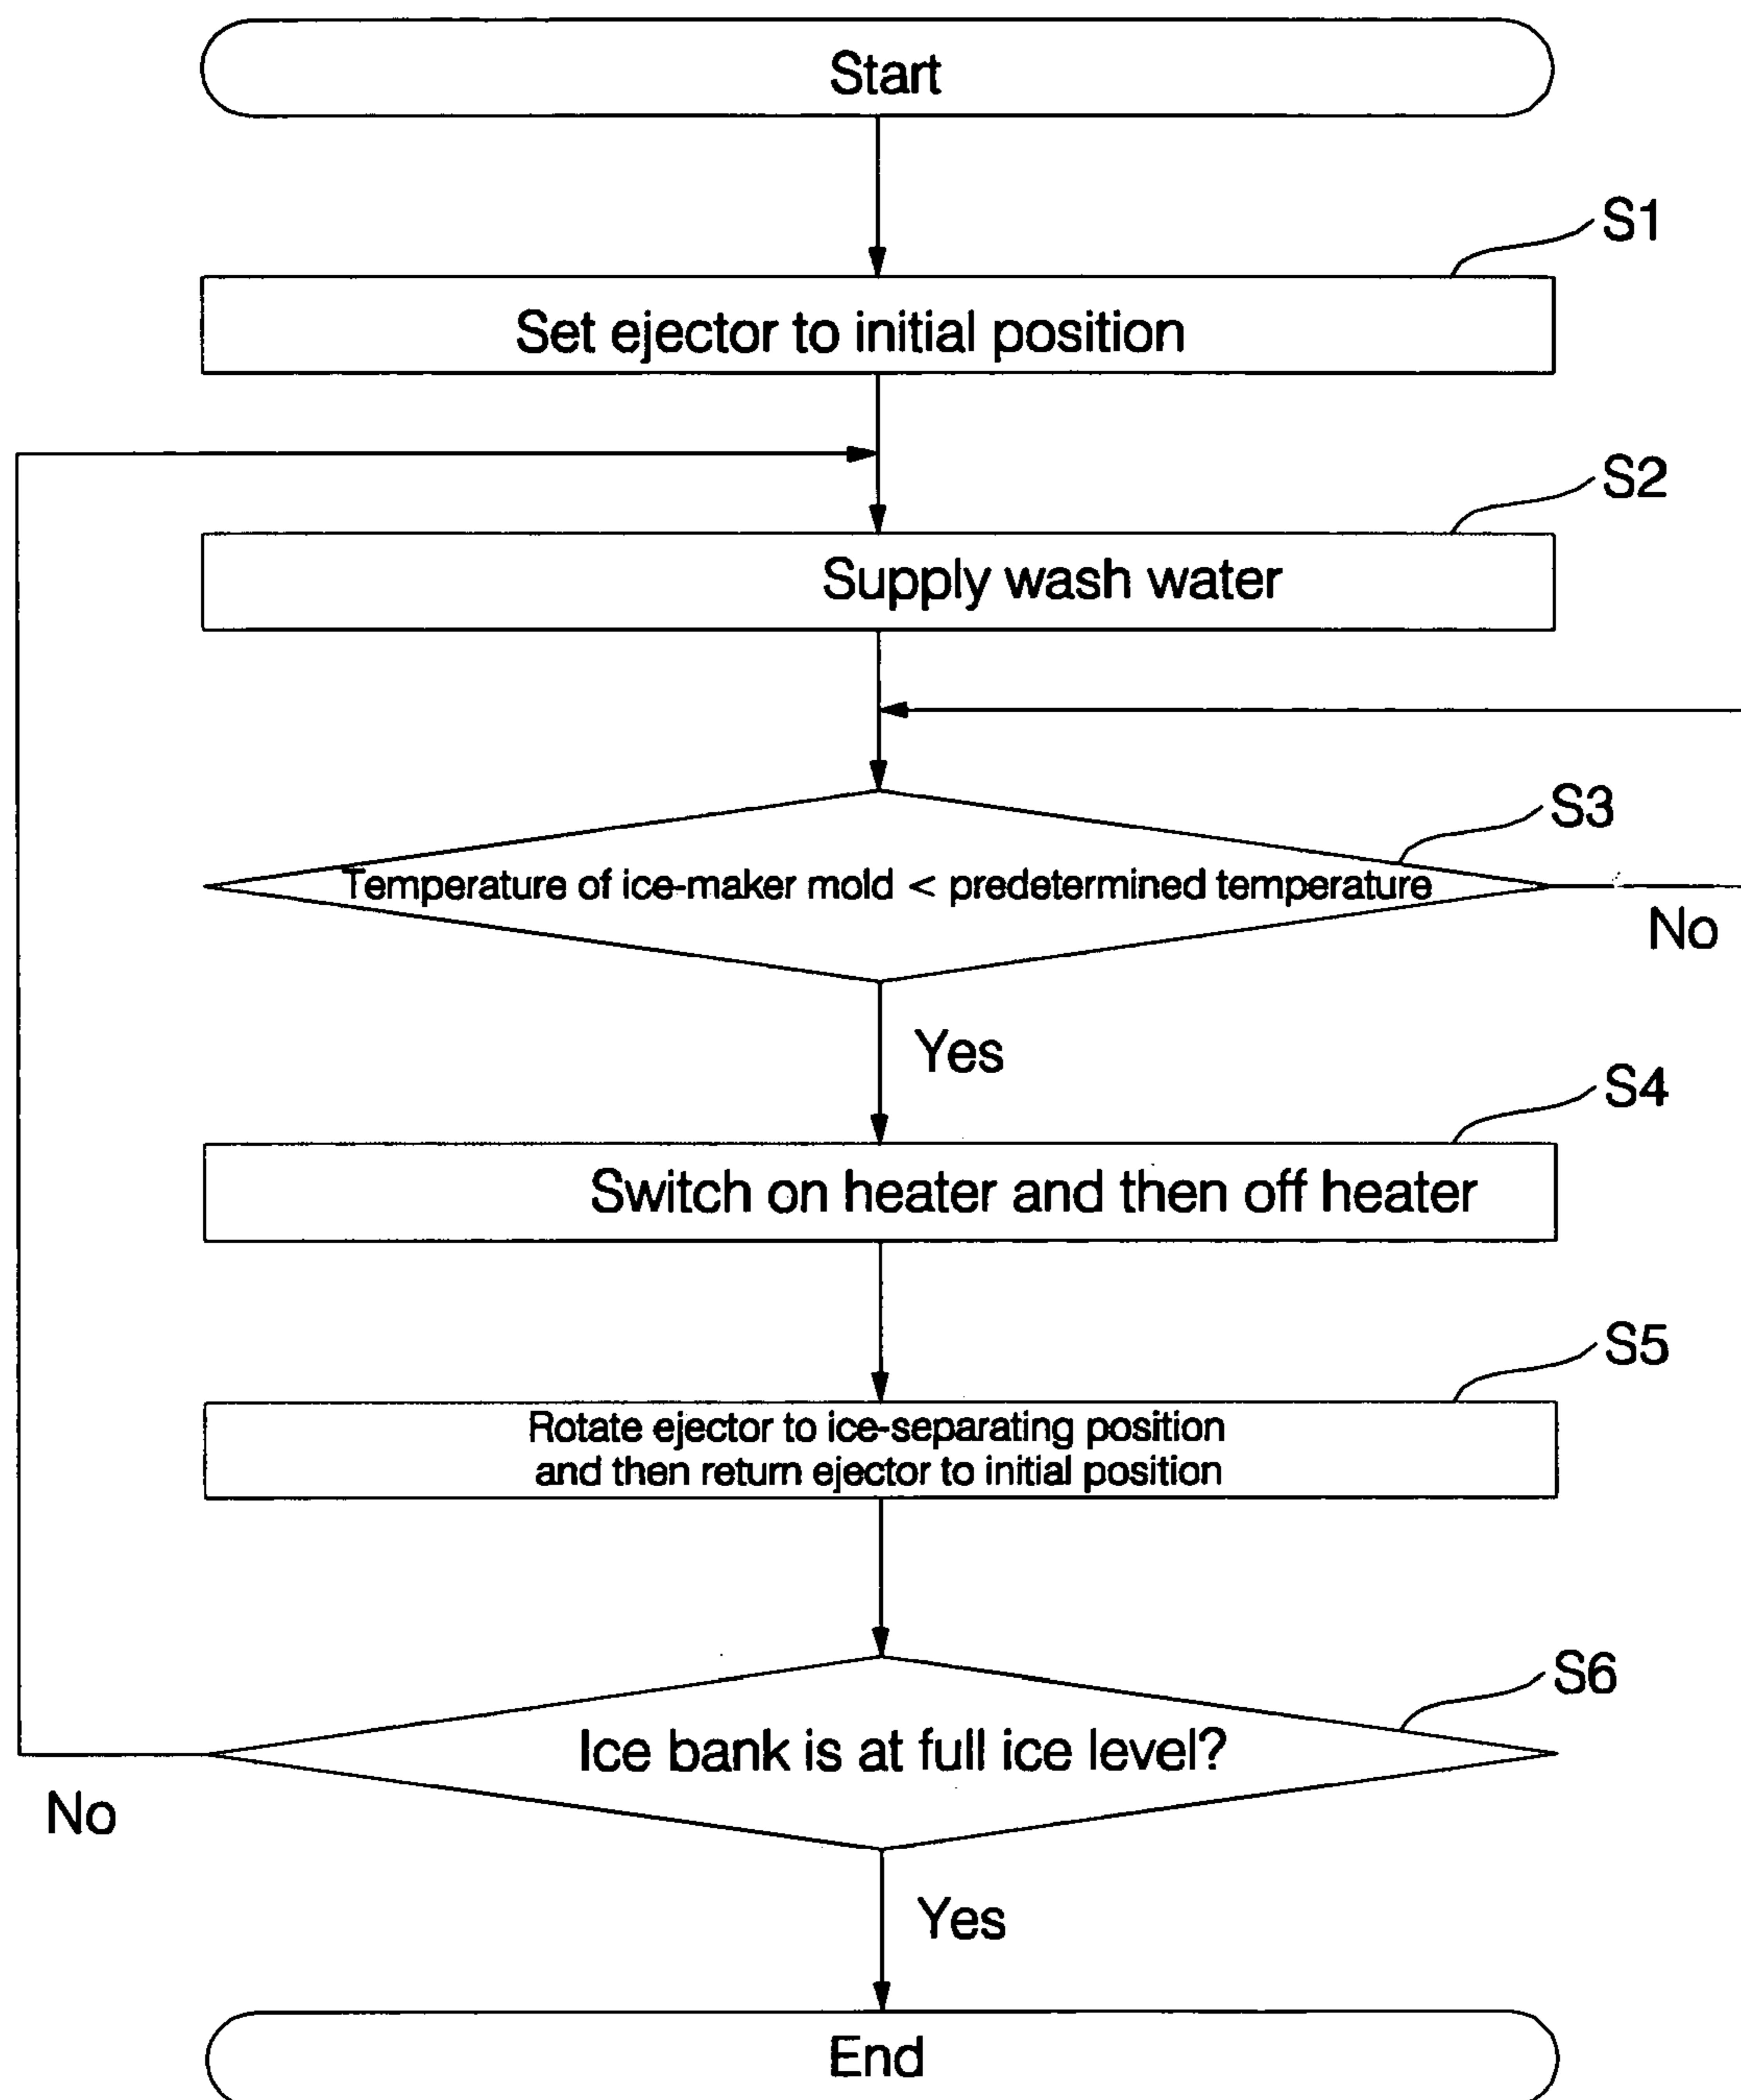 Start
S1
Set ejector to initial position
S2
Supply wash water
S3
Temperature of ice-maker mold < predetermined temperature
No
Yes
S4
Switch on heater and then off heater
S5
Rotate ejector to ice-separating position
and then return ejector to initial position
S6
Ice bank is at full ice level?
No
Yes
End